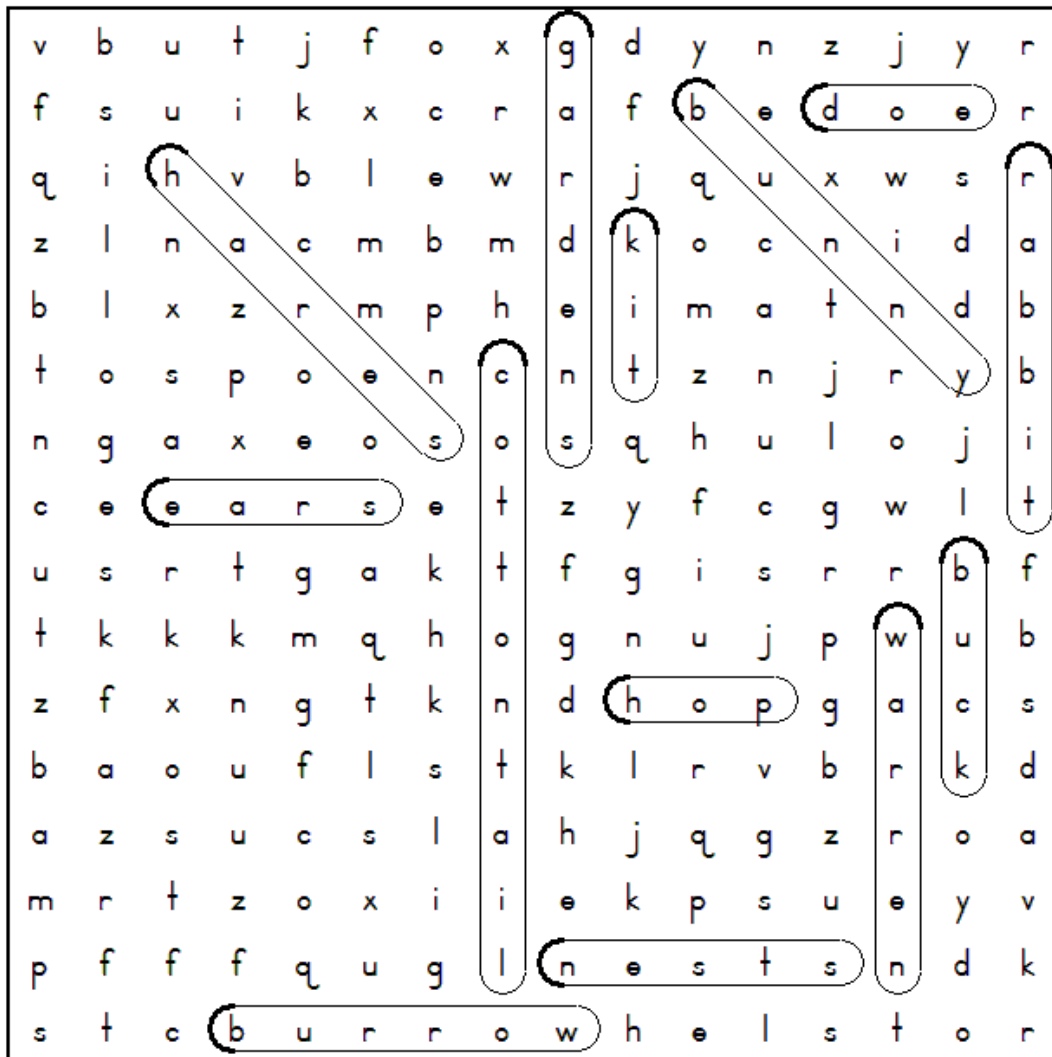 v b u t j f o x g d y n z j y r
f s u i k x c r a f b e d o e r
q i h v b l e w r j q u x w s r
z l n a c m b m d k o c n i d a
b l x z r m p h e i m a t n d b
t o s p o e n c n t z n j r y b
n g a x e o s o s q h u l o j i
c e e a r s e t z y f c g w l t
u s r t g a k t f g i s r r b f
t k k k m q h o g n u j p w u b
z f x n g t k n d h o p g a c s
b a o u f l s t k l r v b r k d
a z s u c s l a h j q g z r o a
m r t z o x i i e k p s u e y v
p f f f q u g l n e s t s n d k
s t c b u r r o w h e l s t o r